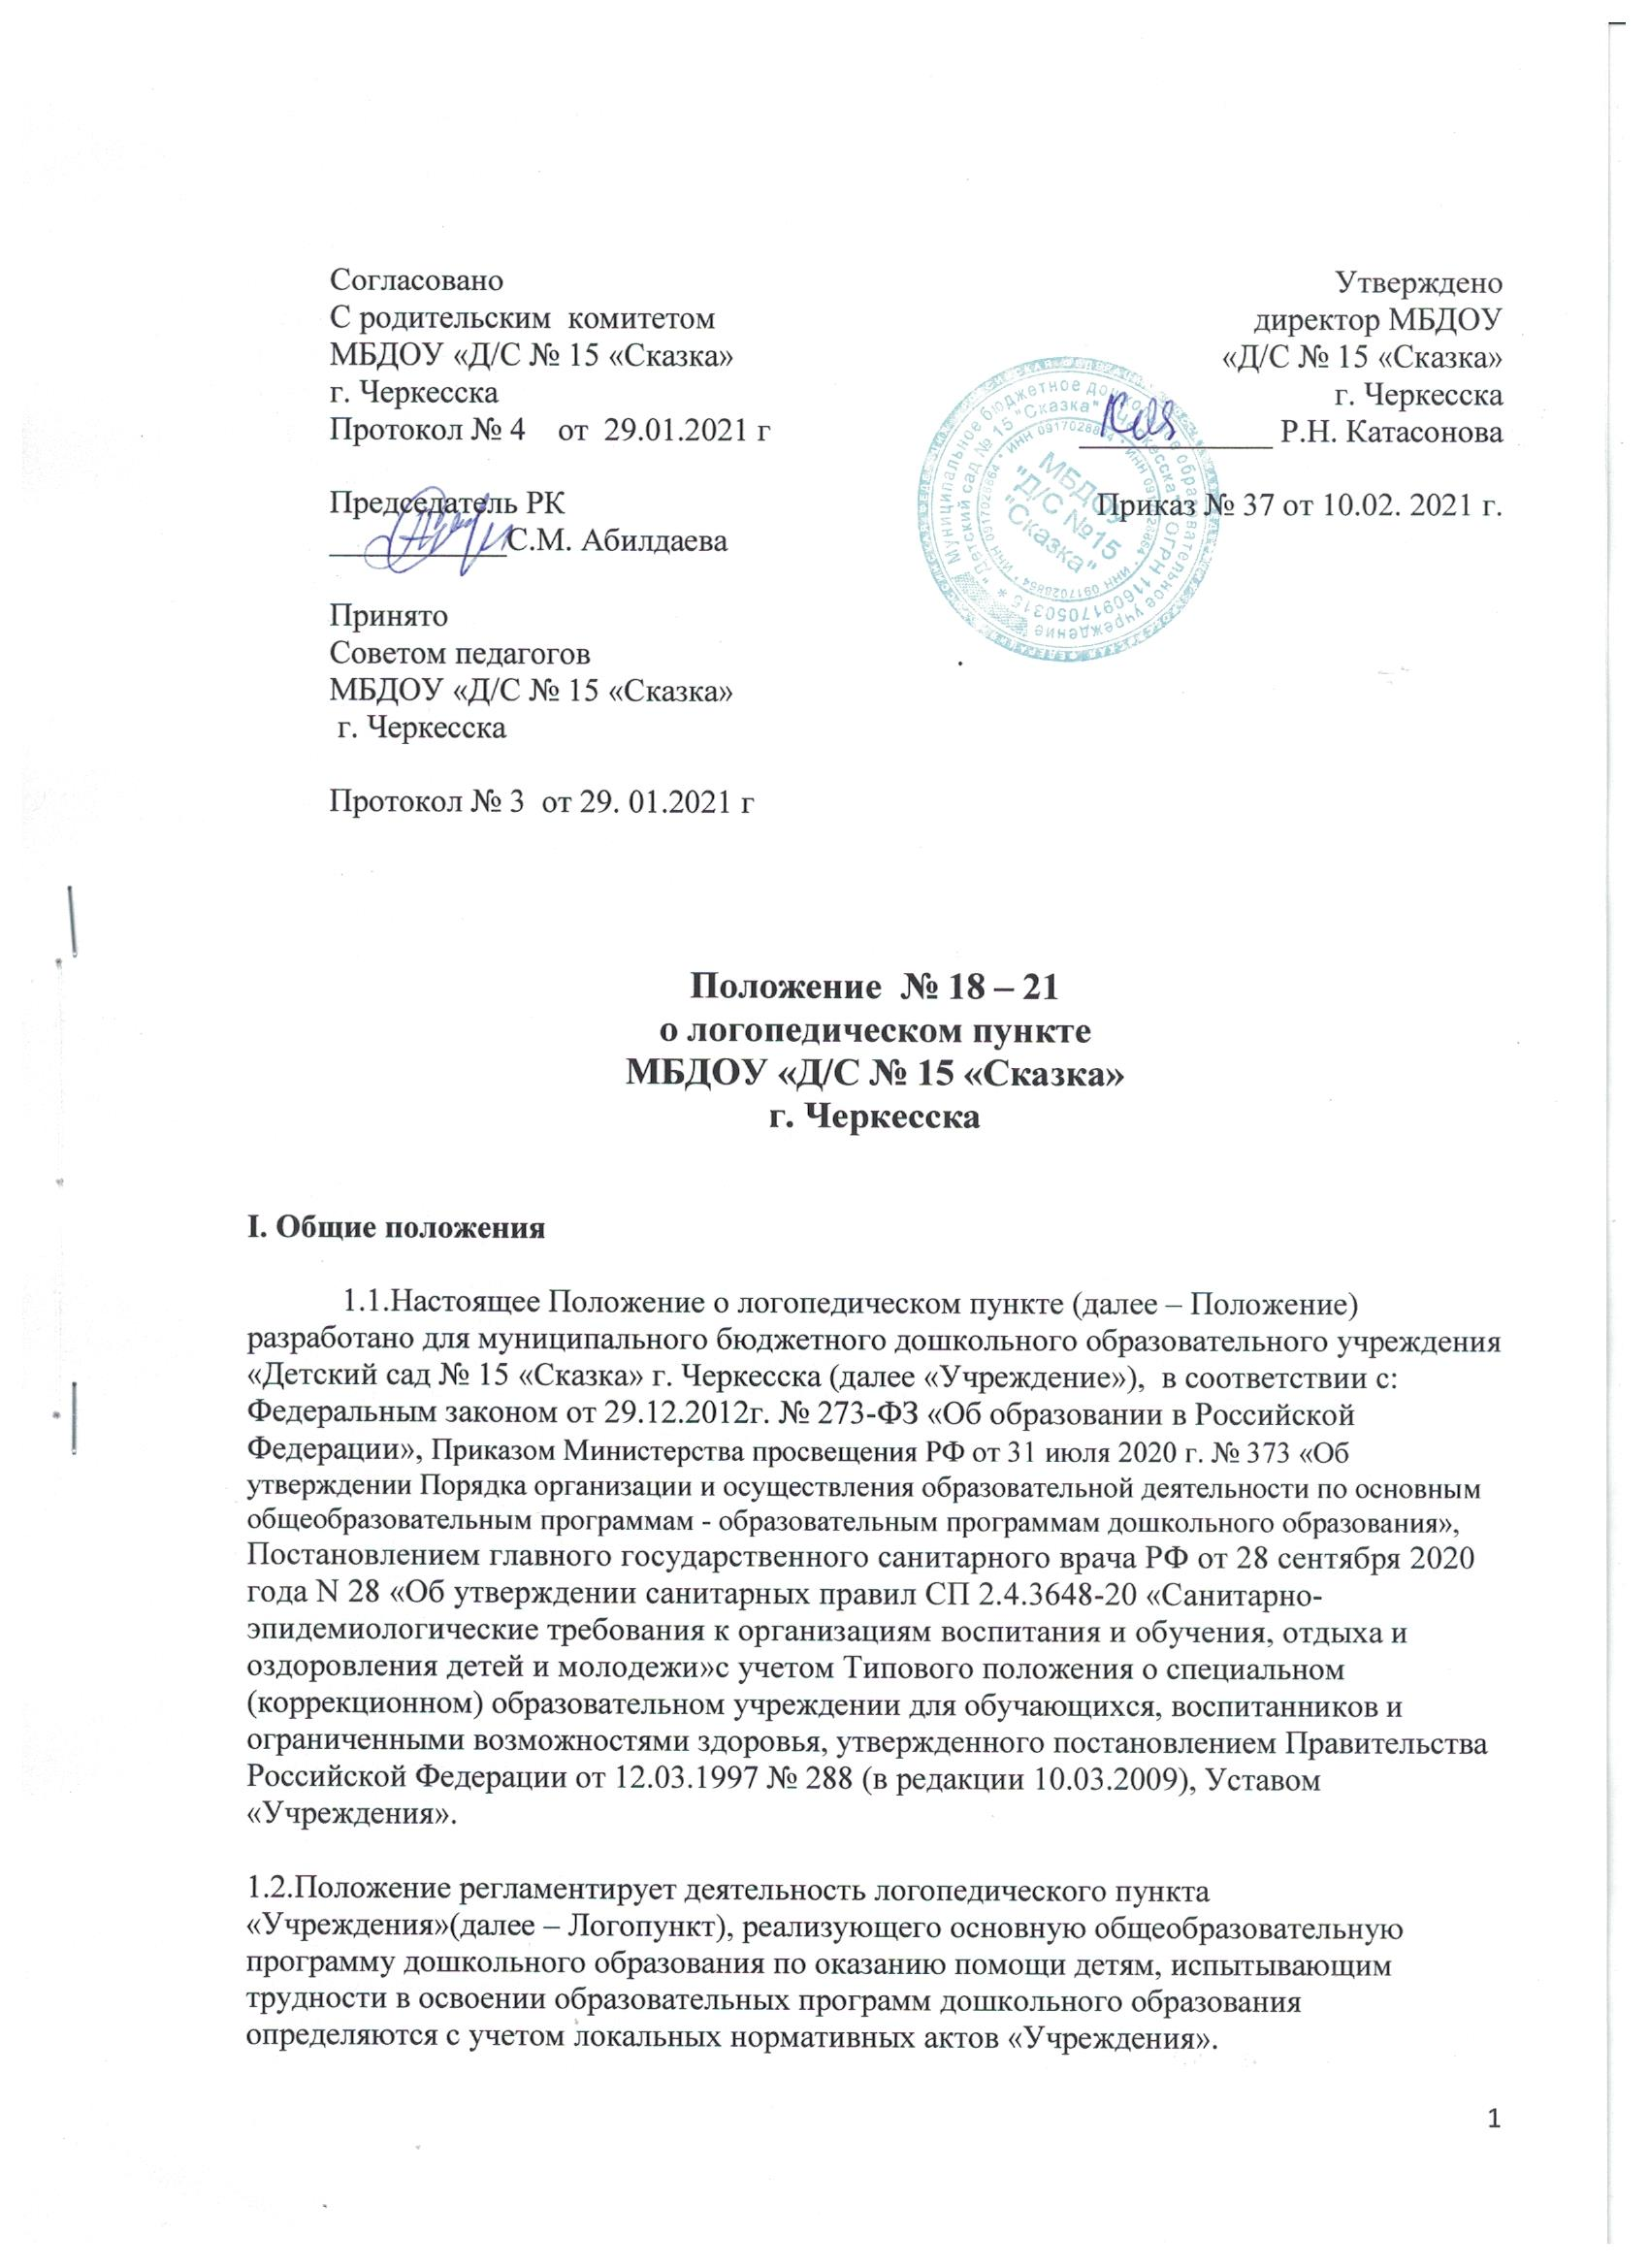 Согласовано
С родительским комитетом
МБДОУ «Д/С № 15 «Сказка»
г. Черкесска
Протокол № 4 от 29.01.2021 г
Председатель РК
___________С.М. Абилдаева
Принято
Советом педагогов
МБДОУ «Д/С № 15 «Сказка»
г. Черкесска
Протокол № 3 от 29. 01.2021 г
Утверждено
директор МБДОУ
«Д/С № 15 «Сказка»
г. Черкесска
____________ Р.Н. Катасонова
Приказ № 37 от 10.02. 2021 г.
МБДОУ
"Д/С №15
"Сказка"
Положение № 18 – 21
о логопедическом пункте
МБДОУ «Д/С № 15 «Сказка»
г. Черкесска
I. Общие положения
1.1.Настоящее Положение о логопедическом пункте (далее – Положение)
разработано для муниципального бюджетного дошкольного образовательного учреждения
«Детский сад № 15 «Сказка» г. Черкесска (далее «Учреждение»), в соответствии с:
Федеральным законом от 29.12.2012г. № 273-ФЗ «Об образовании в Российской
Федерации», Приказом Министерства просвещения РФ от 31 июля 2020 г. № 373 «Об
утверждении Порядка организации и осуществления образовательной деятельности по основным
общеобразовательным программам - образовательным программам дошкольного образования»,
Постановлением главного государственного санитарного врача РФ от 28 сентября 2020
года N 28 «Об утверждении санитарных правил СП 2.4.3648-20 «Санитарно-
эпидемиологические требования к организациям воспитания и обучения, отдыха и
оздоровления детей и молодежи»с учетом Типового положения о специальном
(коррекционном) образовательном учреждении для обучающихся, воспитанников и
ограниченными возможностями здоровья, утвержденного постановлением Правительства
Российской Федерации от 12.03.1997 № 288 (в редакции 10.03.2009), Уставом
«Учреждения».
1.2.Положение регламентирует деятельность логопедического пункта
«Учреждения»(далее – Логопункт), реализующего основную общеобразовательную
программу дошкольного образования по оказанию помощи детям, испытывающим
трудности в освоении образовательных программ дошкольного образования
определяются с учетом локальных нормативных актов «Учреждения».
1